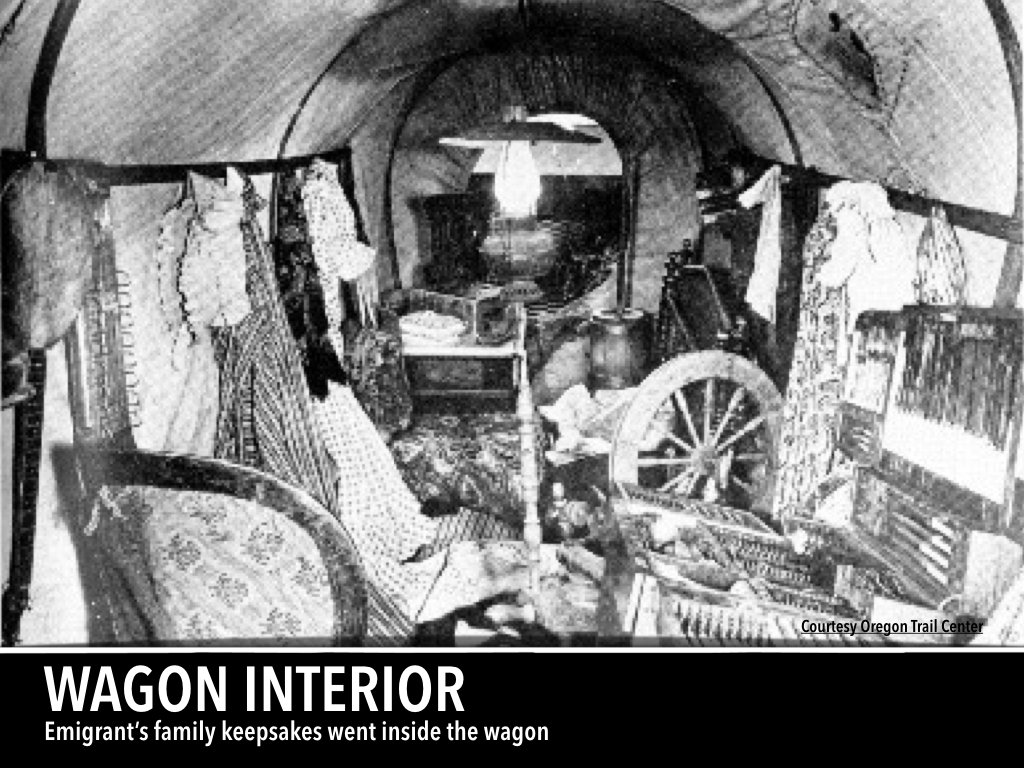 Courtesy Oregon Trail Center
WAGON INTERIOR
Emigrant's family keepsakes went inside the wagon